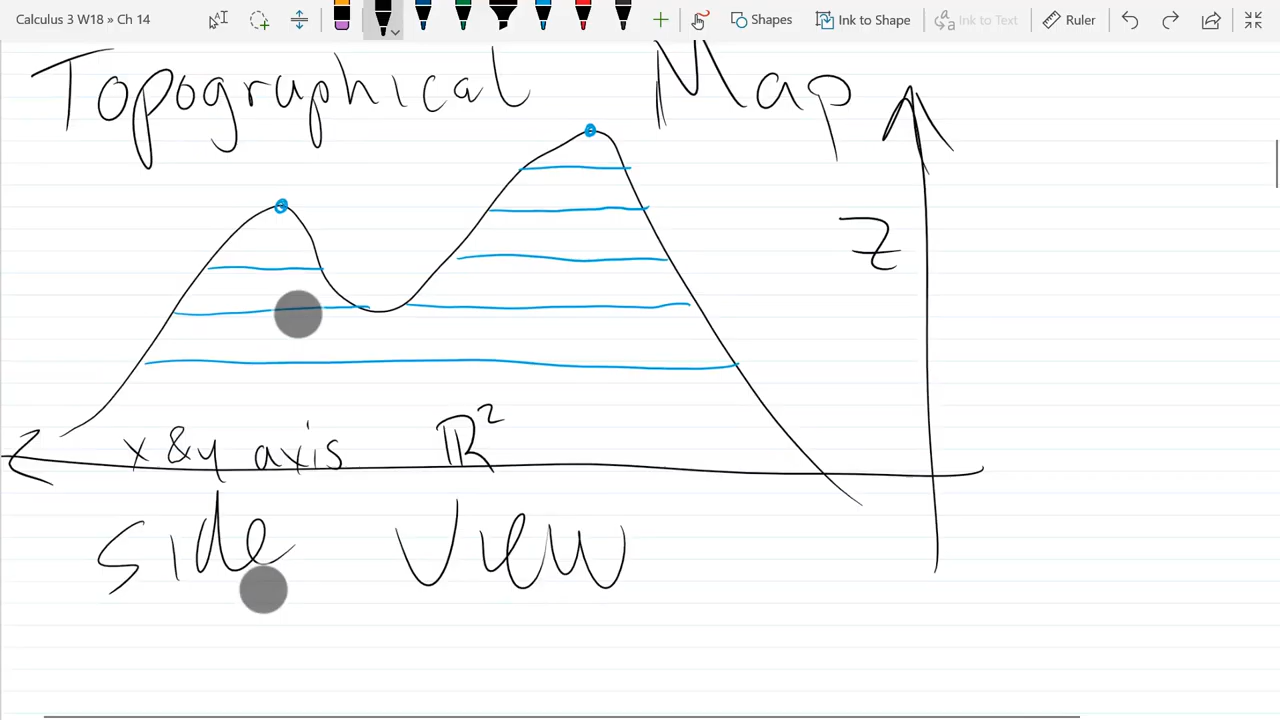 Calculus 3 W18 » Ch 14
Shapes
Ink to Shape
Ink to Text
Ruler
Topographical Map
z
x & y axis ℝ²
Side View